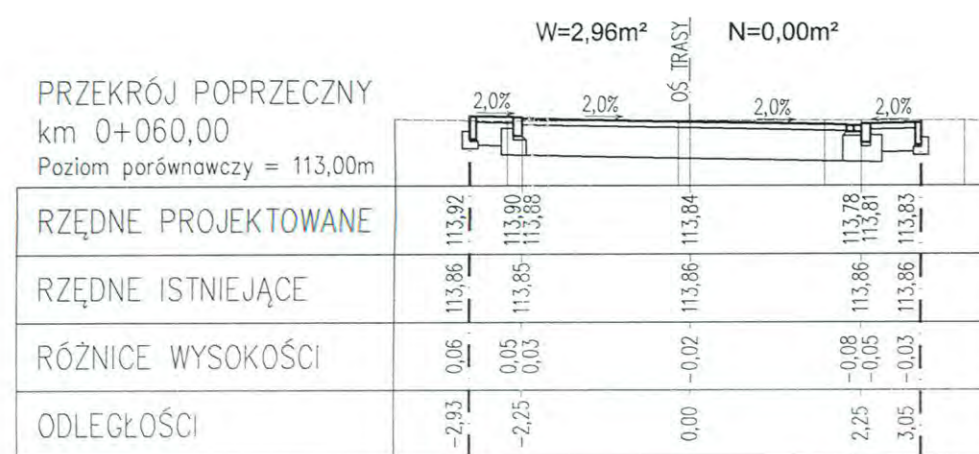 W=2,96m² N=0,00m²
OŚ TRASY
PRZEKRÓJ POPRZECZNY
km 0+060,00
Poziom porównawczy = 113,00m
2,0% 2,0% 2,0% 2,0%
RZĘDNE PROJEKTOWANE 113,92 113,90 113,88 113,84 113,78 113,81 113,83
RZĘDNE ISTNIEJĄCE 113,86 113,85 113,86 113,86 113,86
RÓŻNICE WYSOKOŚCI 0,06 0,05 0,03 -0,02 -0,08 -0,05 -0,03
ODLEGŁOŚCI -2,93 -2,25 0,00 2,25 3,05